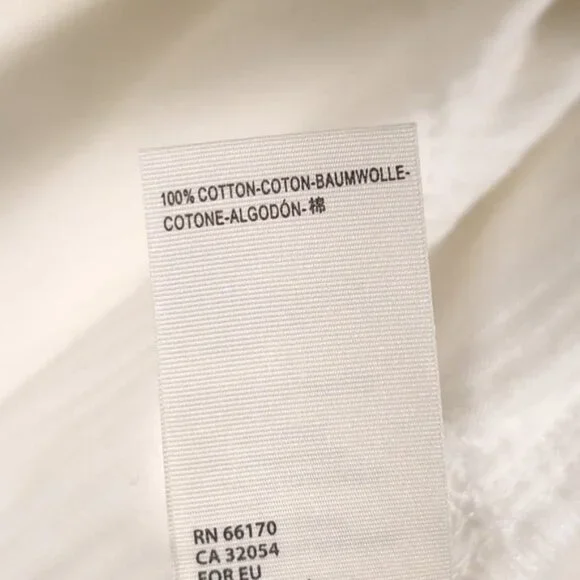 100% COTTON-COTON-BAUMWOLLE-
COTONE-ALGODÓN-棉
RN 66170
CA 32054
FOR EU